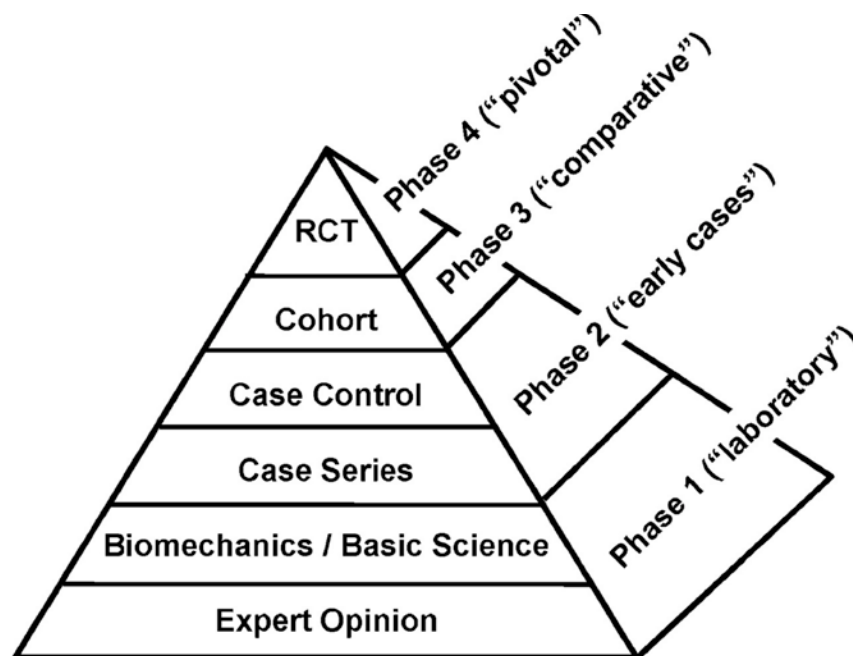 RCT
Cohort
Case Control
Case Series
Biomechanics / Basic Science
Expert Opinion
Phase 4 (“pivotal”)
Phase 3 (“comparative”)
Phase 2 (“early cases”)
Phase 1 (“laboratory”)